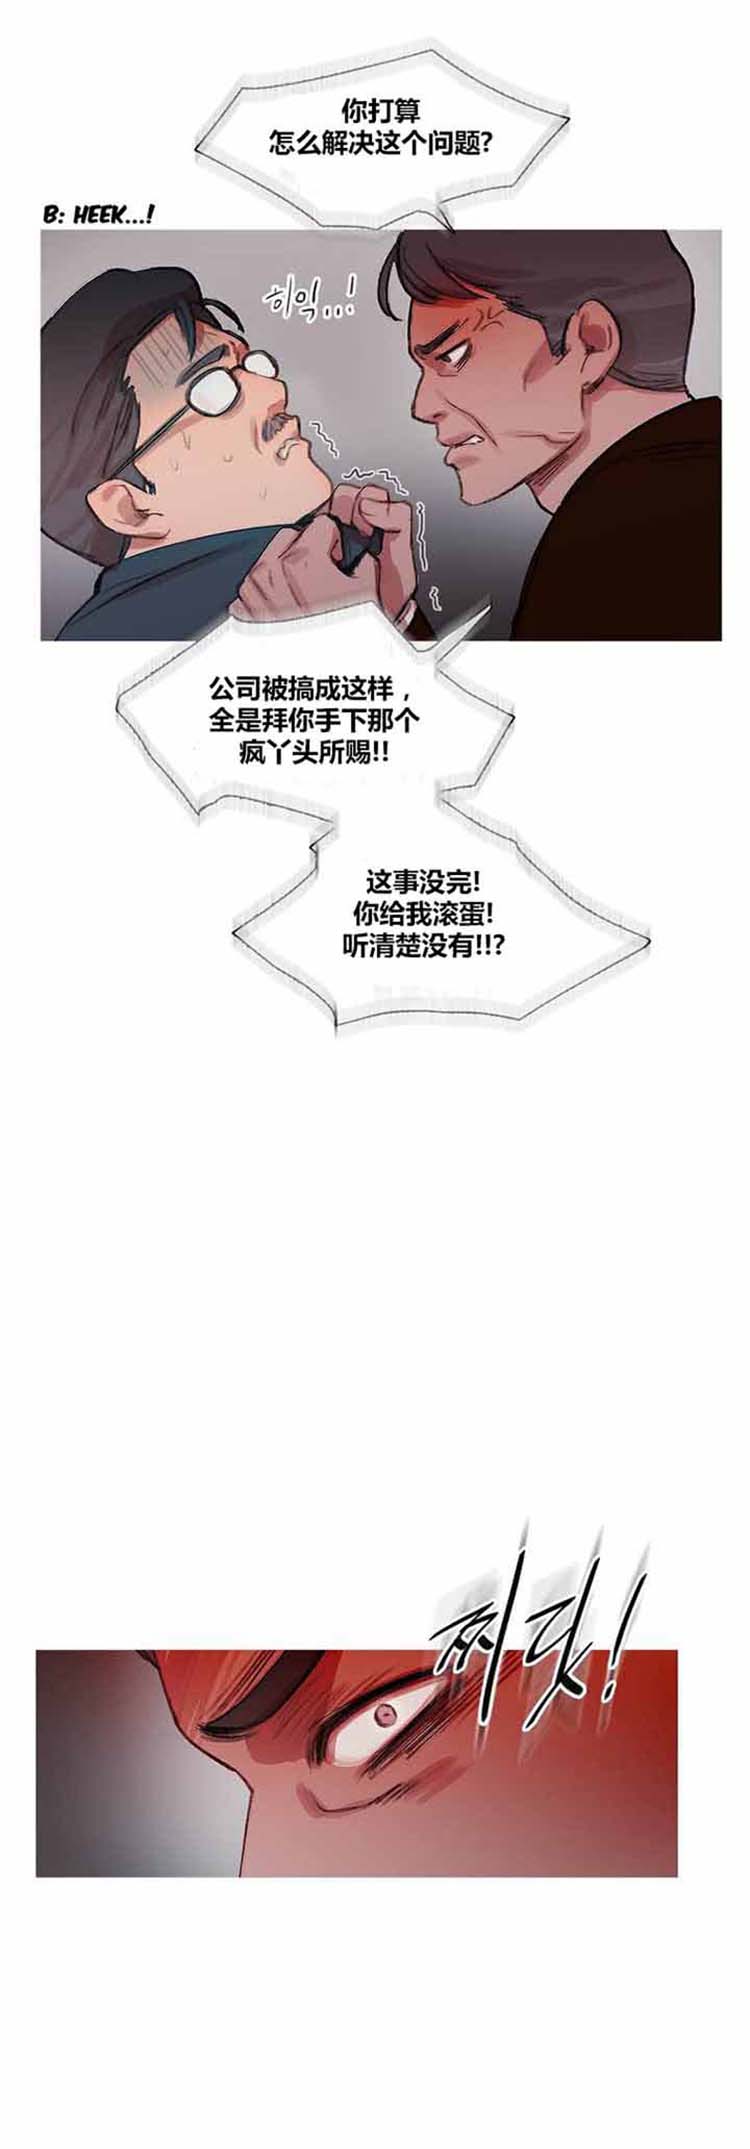 你打算
怎么解决这个问题?
B: HEEK...!
히익...!
公司被搞成这样，
全是拜你手下那个
疯丫头所赐!!
这事没完!
你给我滚蛋!
听清楚没有!!?
찌릿!